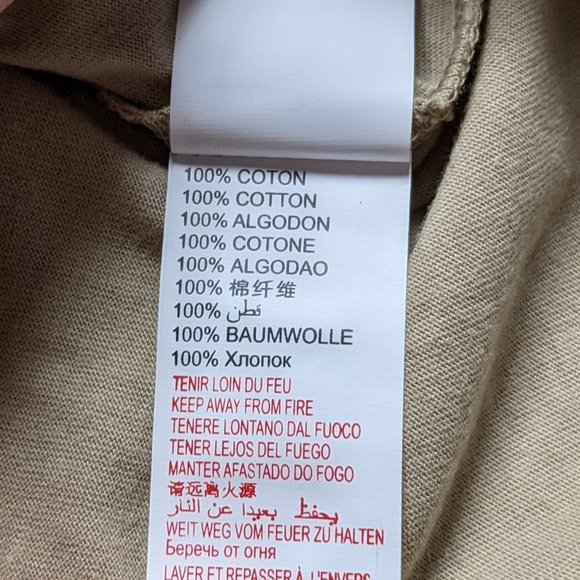 100% COTON
100% COTTON
100% ALGODON
100% COTONE
100% ALGODAO
100% 棉纤维
100% قطن
100% BAUMWOLLE
100% Хлопок
TENIR LOIN DU FEU
KEEP AWAY FROM FIRE
TENERE LONTANO DAL FUOCO
TENER LEJOS DEL FUEGO
MANTER AFASTADO DO FOGO
请远离火源
يحفظ بعيدا عن النار
WEIT WEG VOM FEUER ZU HALTEN
Беречь от огня
LAVER ET REPASSER À L'ENVERS